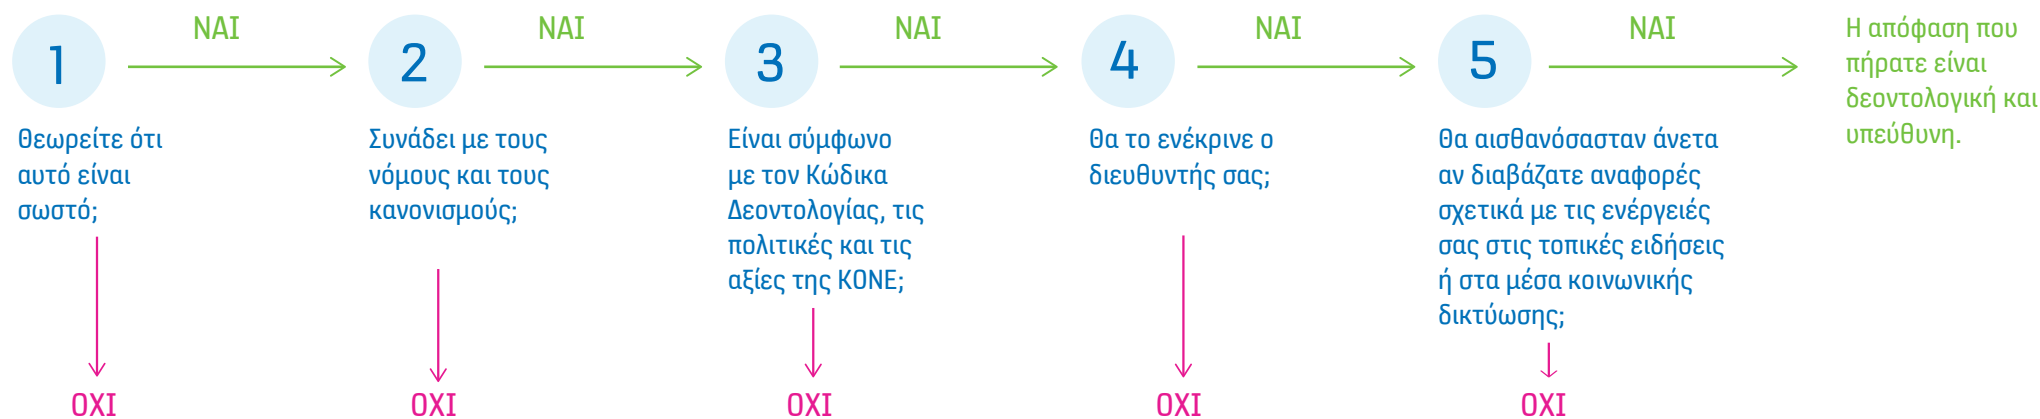 1
ΝΑΙ
2
ΝΑΙ
3
ΝΑΙ
4
ΝΑΙ
5
ΝΑΙ
Θεωρείτε ότι
αυτό είναι
σωστό;
Συνάδει με τους
νόμους και τους
κανονισμούς;
Είναι σύμφωνο
με τον Κώδικα
Δεοντολογίας, τις
πολιτικές και τις
αξίες της KONE;
Θα το ενέκρινε ο
διευθυντής σας;
Θα αισθανόσασταν άνετα
αν διαβάζατε αναφορές
σχετικά με τις ενέργειές
σας στις τοπικές ειδήσεις
ή στα μέσα κοινωνικής
δικτύωσης;
Η απόφαση που
πήρατε είναι
δεοντολογική και
υπεύθυνη.
ΟΧΙ
ΟΧΙ
ΟΧΙ
ΟΧΙ
ΟΧΙ